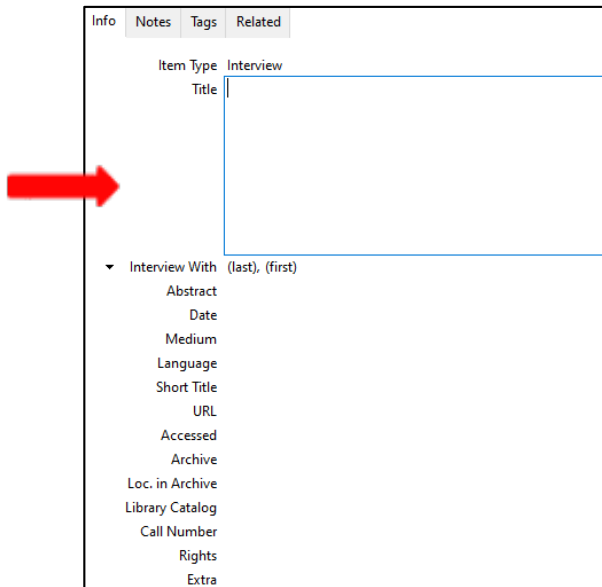 Info Notes Tags Related
Item Type Interview
Title
Interview With (last), (first)
Abstract
Date
Medium
Language
Short Title
URL
Accessed
Archive
Loc. in Archive
Library Catalog
Call Number
Rights
Extra